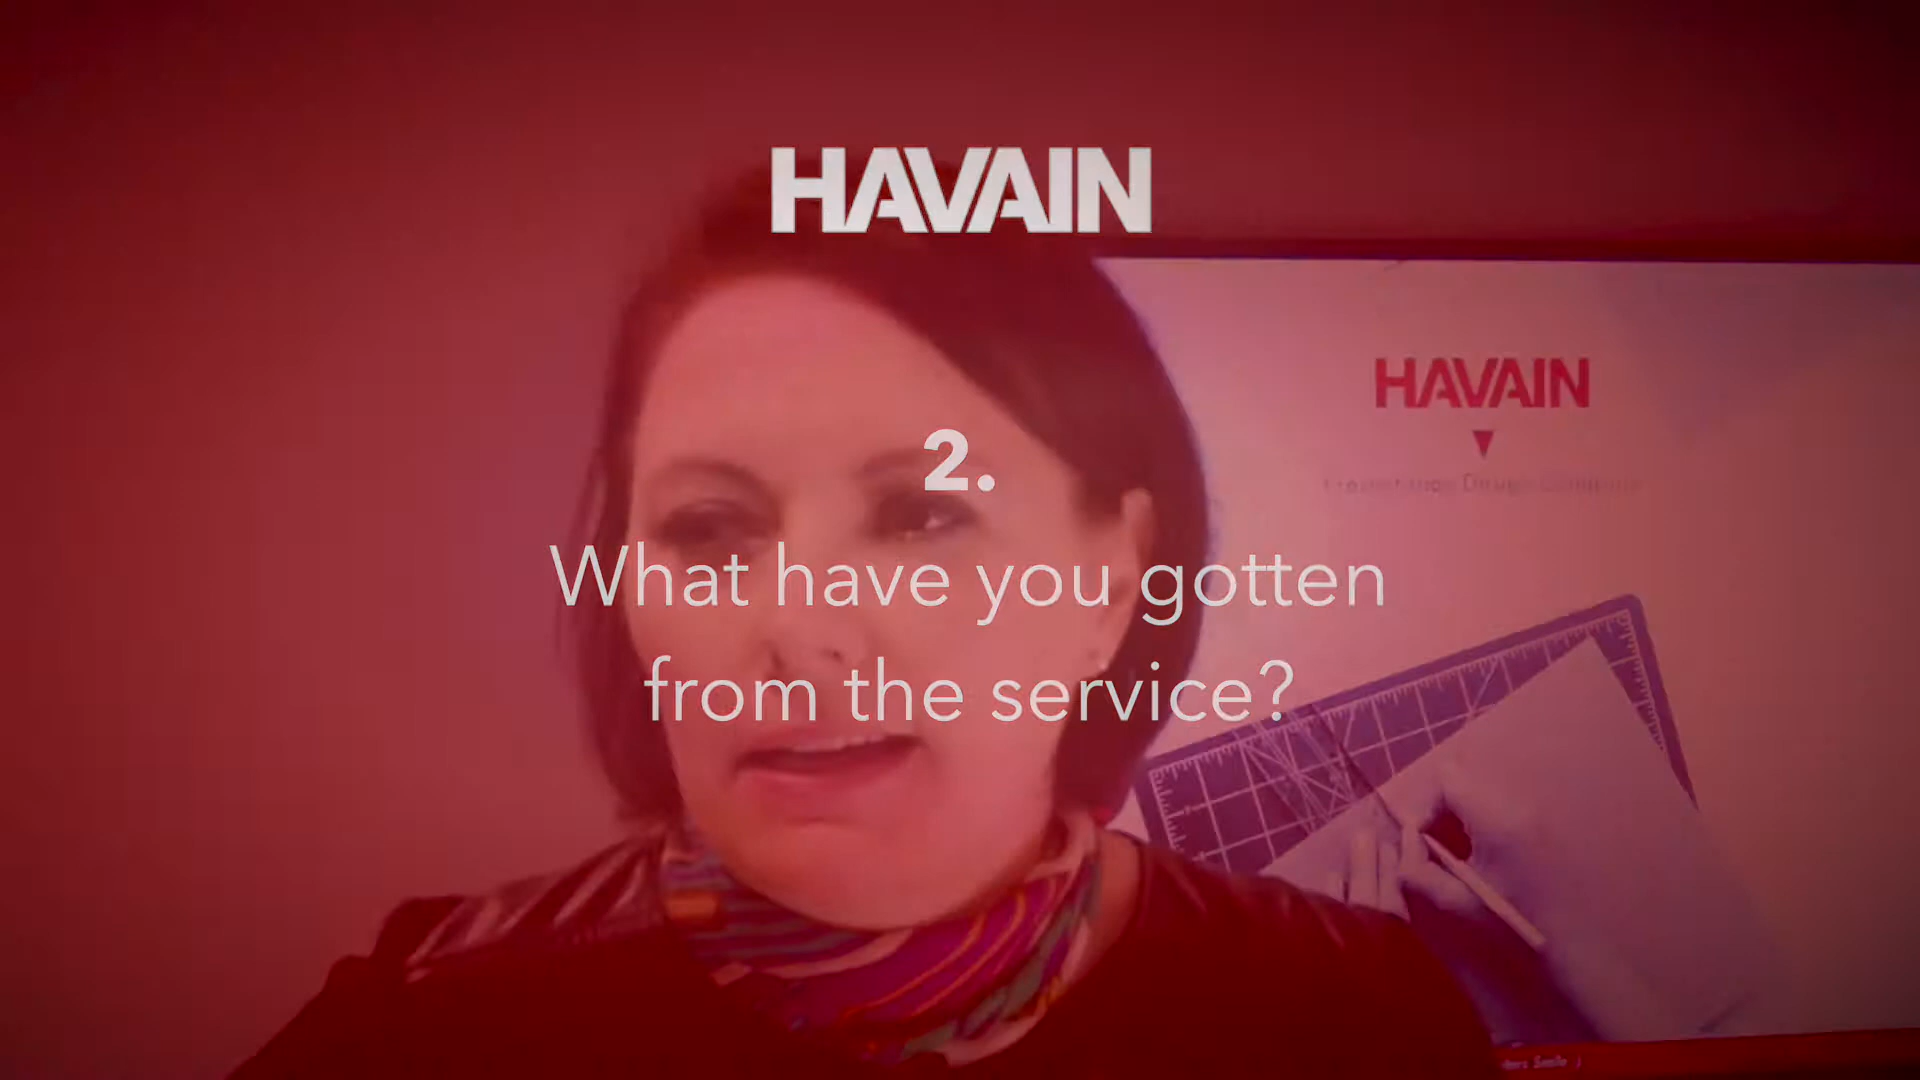 HAVAIN
HAVAIN
2.
What have you gotten
from the service?